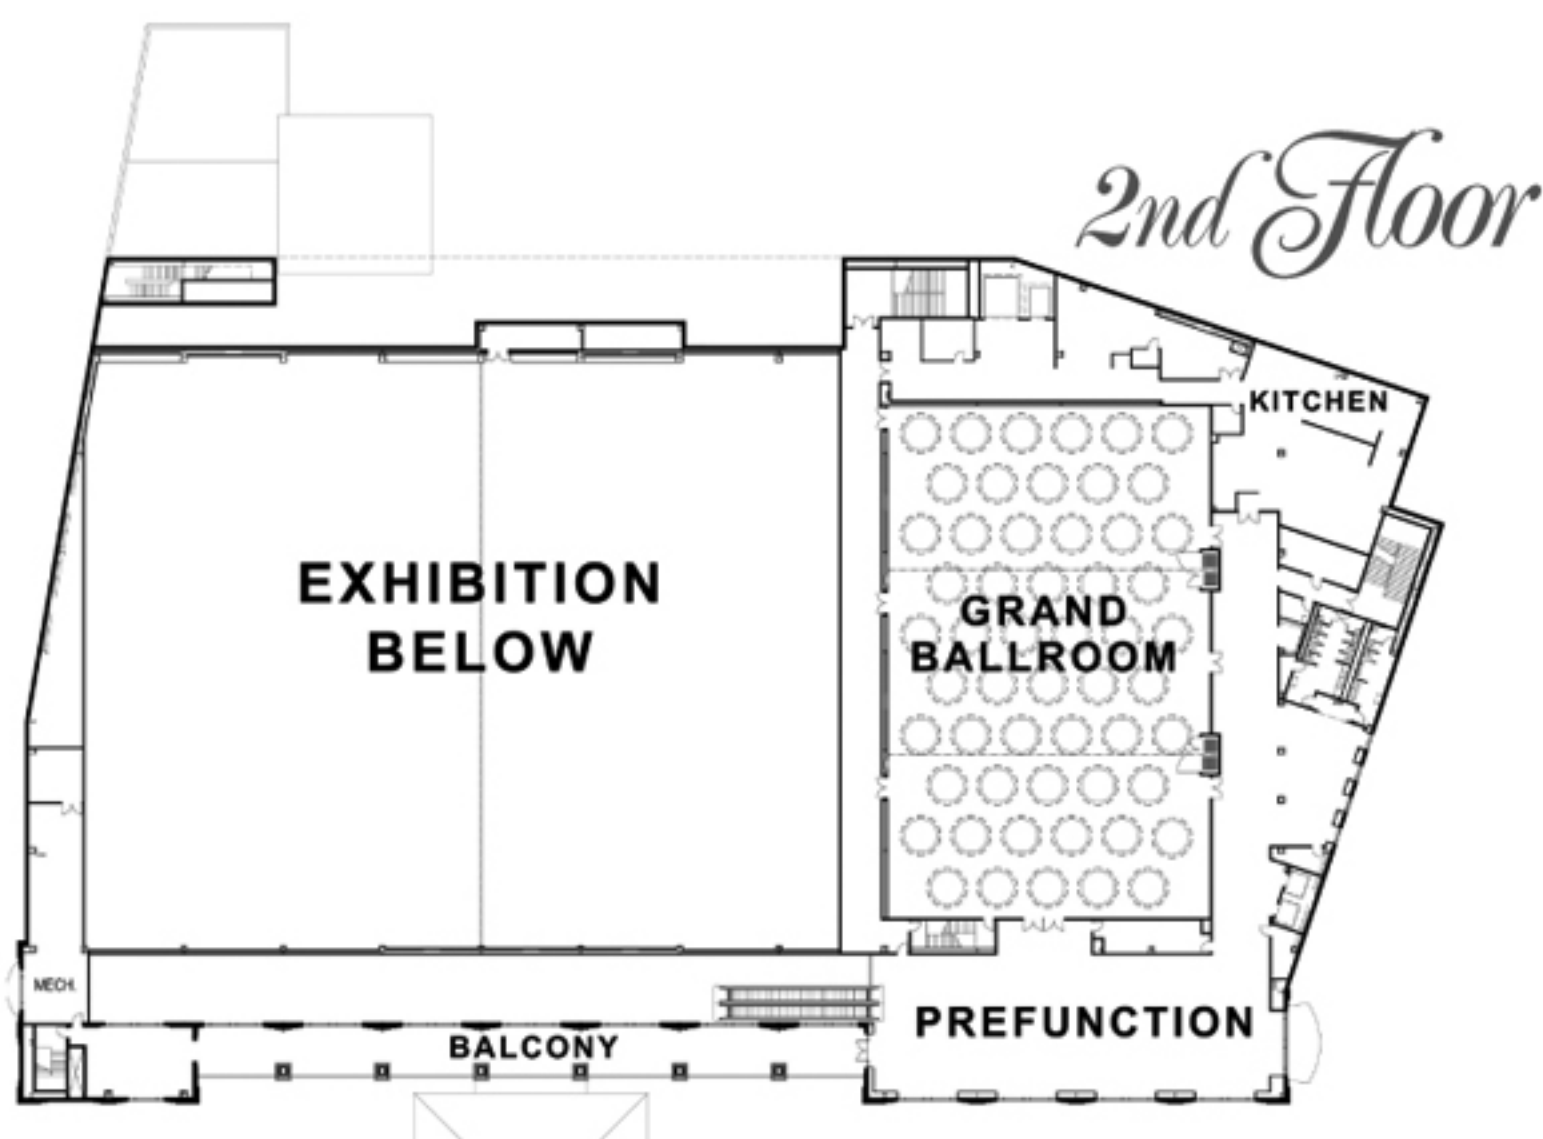 2nd Floor
KITCHEN
EXHIBITION
BELOW
GRAND
BALLROOM
MECH.
PREFUNCTION
BALCONY